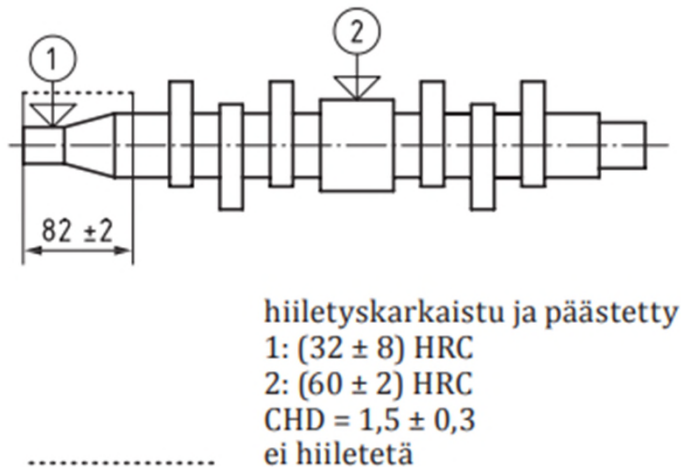 2
1
82 ±2
hiiletyskarkaistu ja päästetty
1: (32 ± 8) HRC
2: (60 ± 2) HRC
CHD = 1,5 ± 0,3
ei hiiletetä